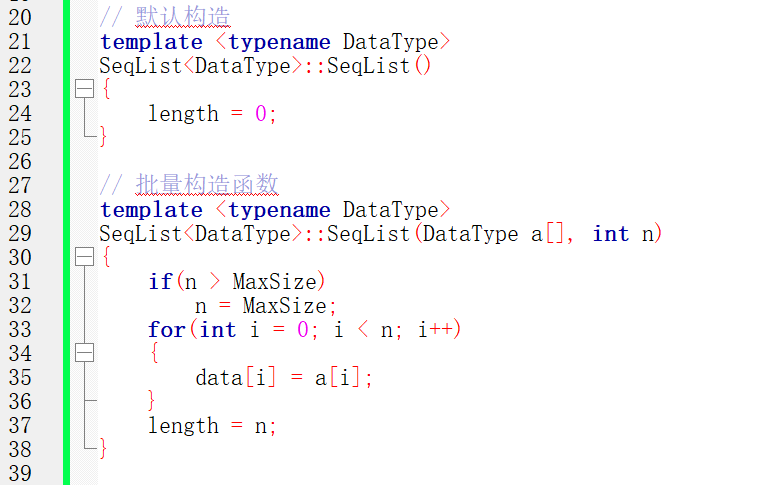 20 // 默认构造
21 template <typename DataType>
22 SeqList<DataType>::SeqList()
23 {
24     length = 0;
25 }
26
27 // 批量构造函数
28 template <typename DataType>
29 SeqList<DataType>::SeqList(DataType a[], int n)
30 {
31     if(n > MaxSize)
32         n = MaxSize;
33     for(int i = 0; i < n; i++)
34     {
35         data[i] = a[i];
36     }
37     length = n;
38 }
39